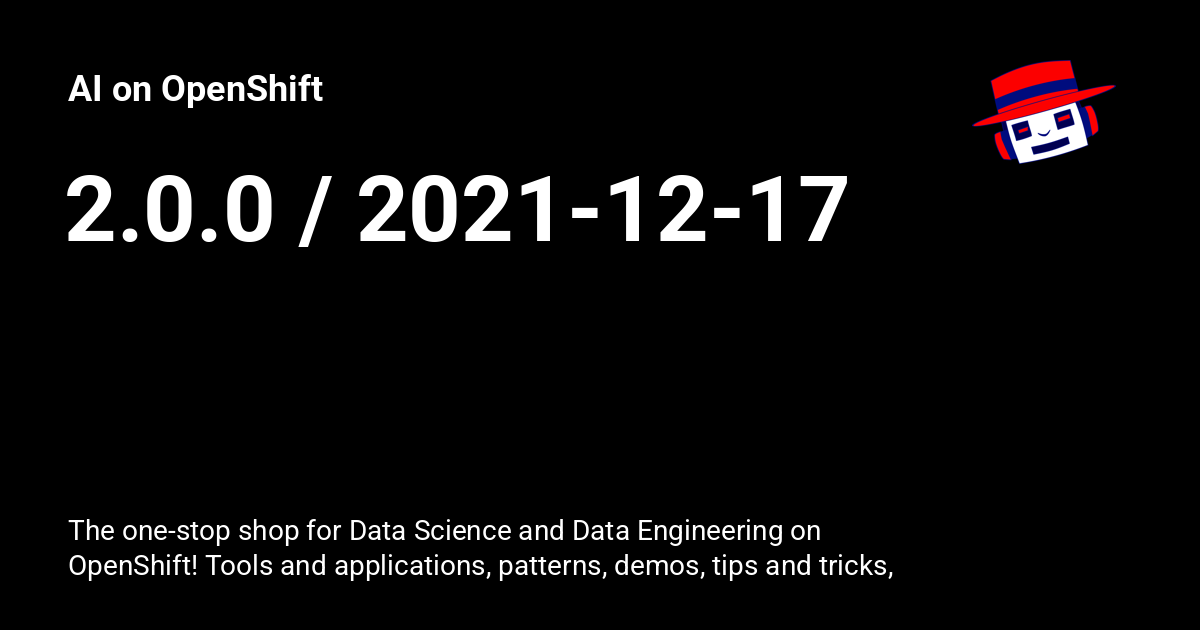 AI on OpenShift
2.0.0 / 2021-12-17
The one-stop shop for Data Science and Data Engineering on
OpenShift! Tools and applications, patterns, demos, tips and tricks,